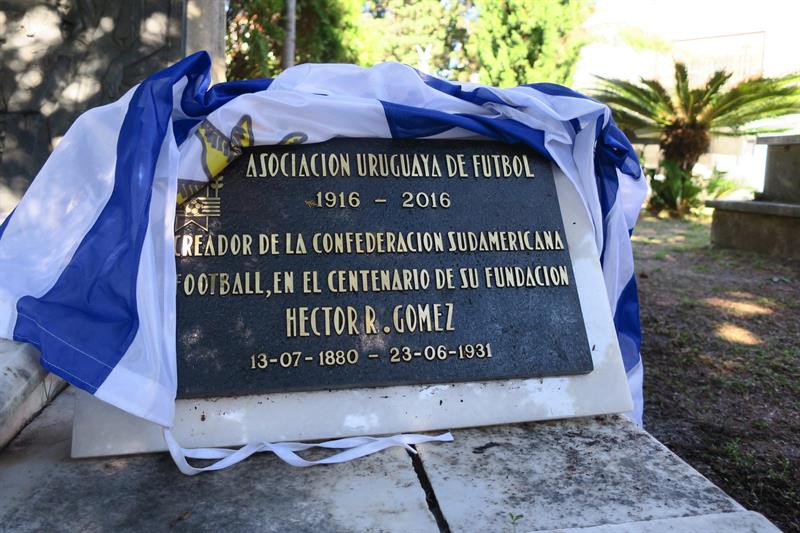 ASOCIACION URUGUAYA DE FUTBOL
1916 - 2016
CREADOR DE LA CONFEDERACION SUDAMERICANA
FOOTBALL, EN EL CENTENARIO DE SU FUNDACION
HECTOR R. GOMEZ
13-07-1880 - 23-06-1931